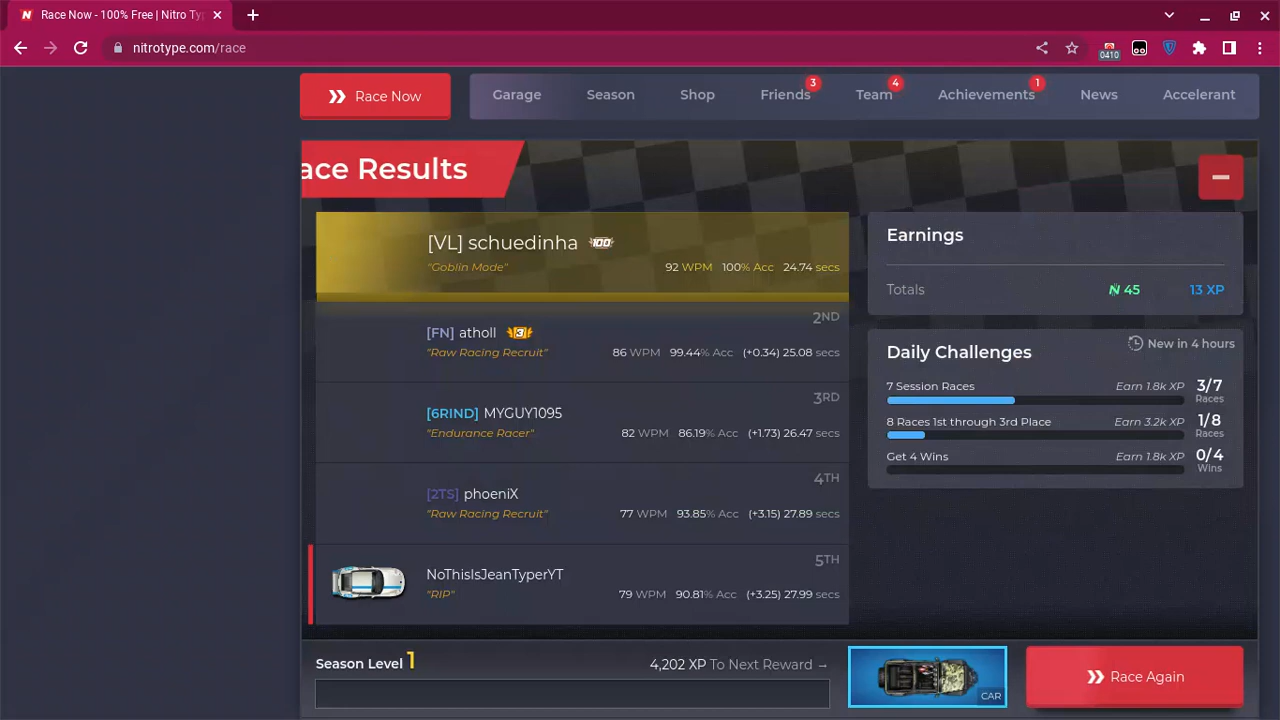 Race Now - 100% Free | Nitro Ty
nitrotype.com/race
0410
Race Now
Garage
Season
Shop
Friends
3
Team
4
Achievements
1
News
Accelerant
ace Results
[VL] schuedinha 100
"Goblin Mode"
92 WPM 100% Acc 24.74 secs
2ND
[FN] atholl 3
"Raw Racing Recruit"
86 WPM 99.44% Acc (+0.34) 25.08 secs
3RD
[6RIND] MYGUY1095
"Endurance Racer"
82 WPM 86.19% Acc (+1.73) 26.47 secs
4TH
[2TS] phoeniX
"Raw Racing Recruit"
77 WPM 93.85% Acc (+3.15) 27.89 secs
5TH
NoThisIsJeanTyperYT
"RIP"
79 WPM 90.81% Acc (+3.25) 27.99 secs
Earnings
Totals
N 45
13 XP
Daily Challenges
New in 4 hours
7 Session Races
Earn 1.8k XP
3/7
Races
8 Races 1st through 3rd Place
Earn 3.2k XP
1/8
Races
Get 4 Wins
Earn 1.8k XP
0/4
Wins
Season Level 1
4,202 XP To Next Reward →
CAR
Race Again